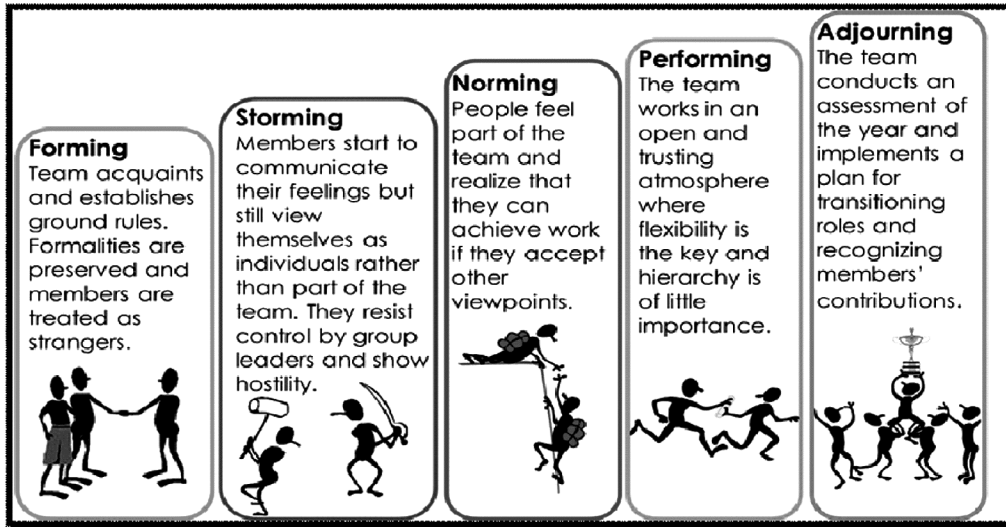 Forming
Team acquaints
and establishes
ground rules.
Formalities are
preserved and
members are
treated as
strangers.
Storming
Members start to
communicate
their feelings but
still view
themselves as
individuals rather
than part of the
team. They resist
control by group
leaders and show
hostility.
Norming
People feel
part of the
team and
realize that
they can
achieve work
if they accept
other
viewpoints.
Performing
The team
works in an
open and
trusting
atmosphere
where
flexibility is
the key and
hierarchy is
of little
importance.
Adjourning
The team
conducts an
assessment of
the year and
implements a
plan for
transitioning
roles and
recognizing
members'
contributions.